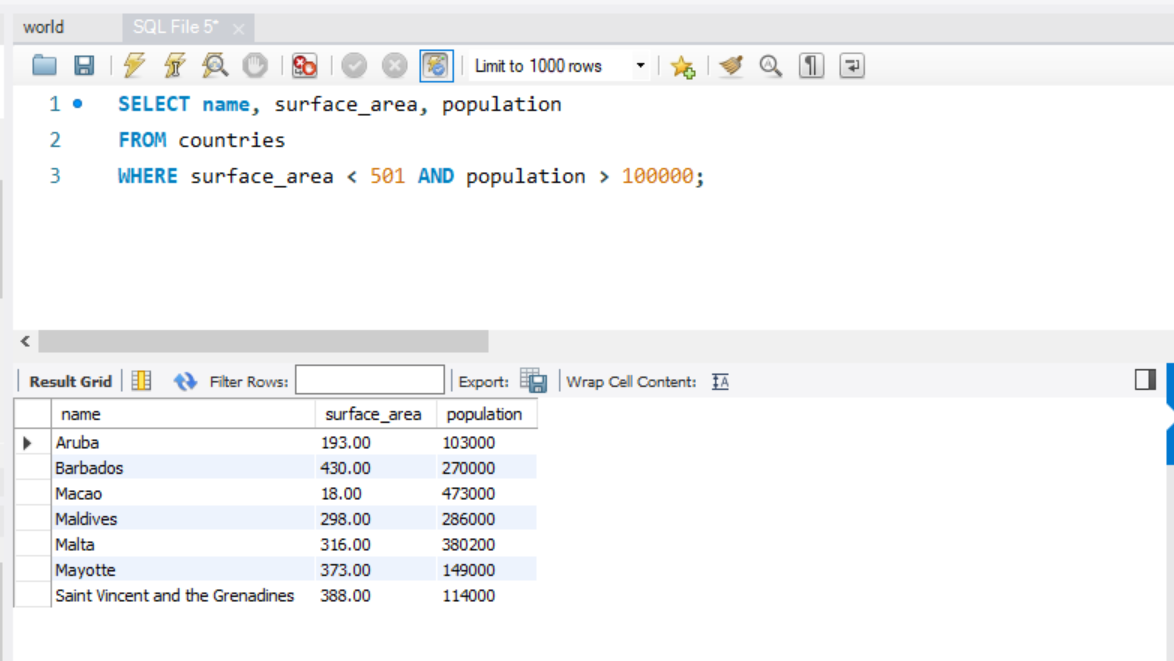 world SQL File 5*
Limit to 1000 rows
1 SELECT name, surface_area, population
2 FROM countries
3 WHERE surface_area < 501 AND population > 100000;
Result Grid Filter Rows: Export: Wrap Cell Content: IA
name surface_area population
Aruba 193.00 103000
Barbados 430.00 270000
Macao 18.00 473000
Maldives 298.00 286000
Malta 316.00 380200
Mayotte 373.00 149000
Saint Vincent and the Grenadines 388.00 114000